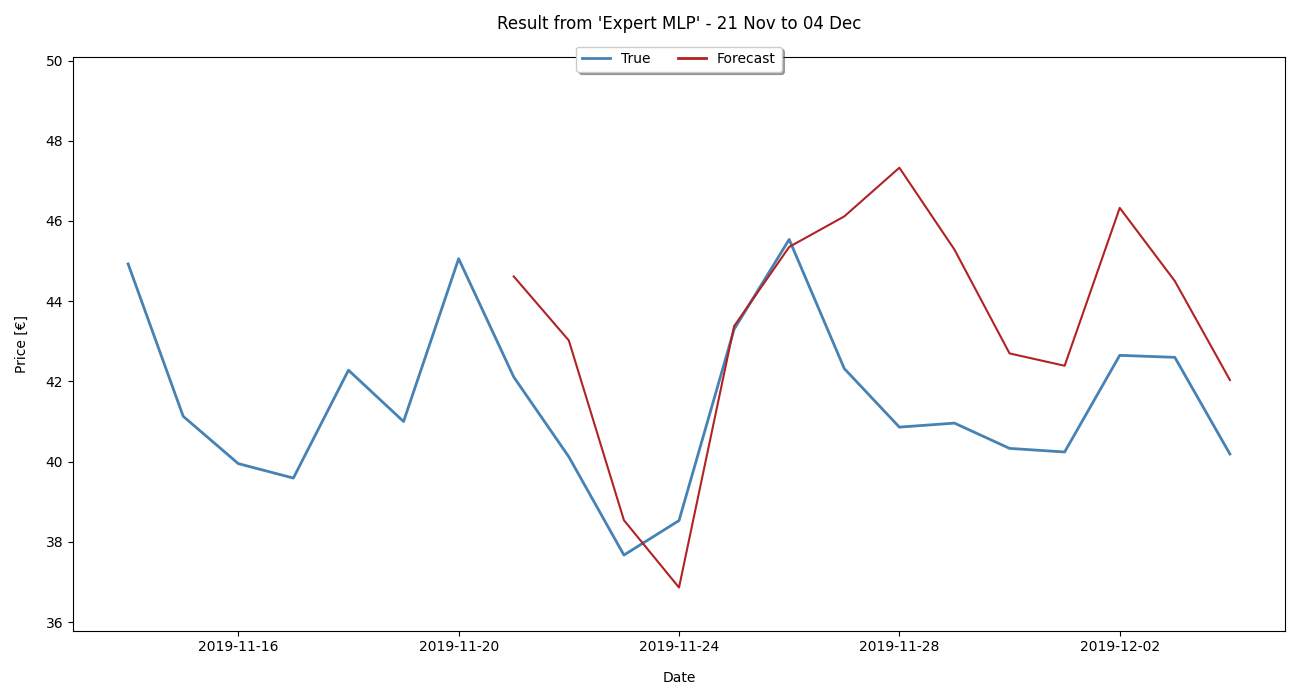 Result from 'Expert MLP' - 21 Nov to 04 Dec
True Forecast
50
48
46
44
42
40
38
36
Price [€]
2019-11-16 2019-11-20 2019-11-24 2019-11-28 2019-12-02
Date